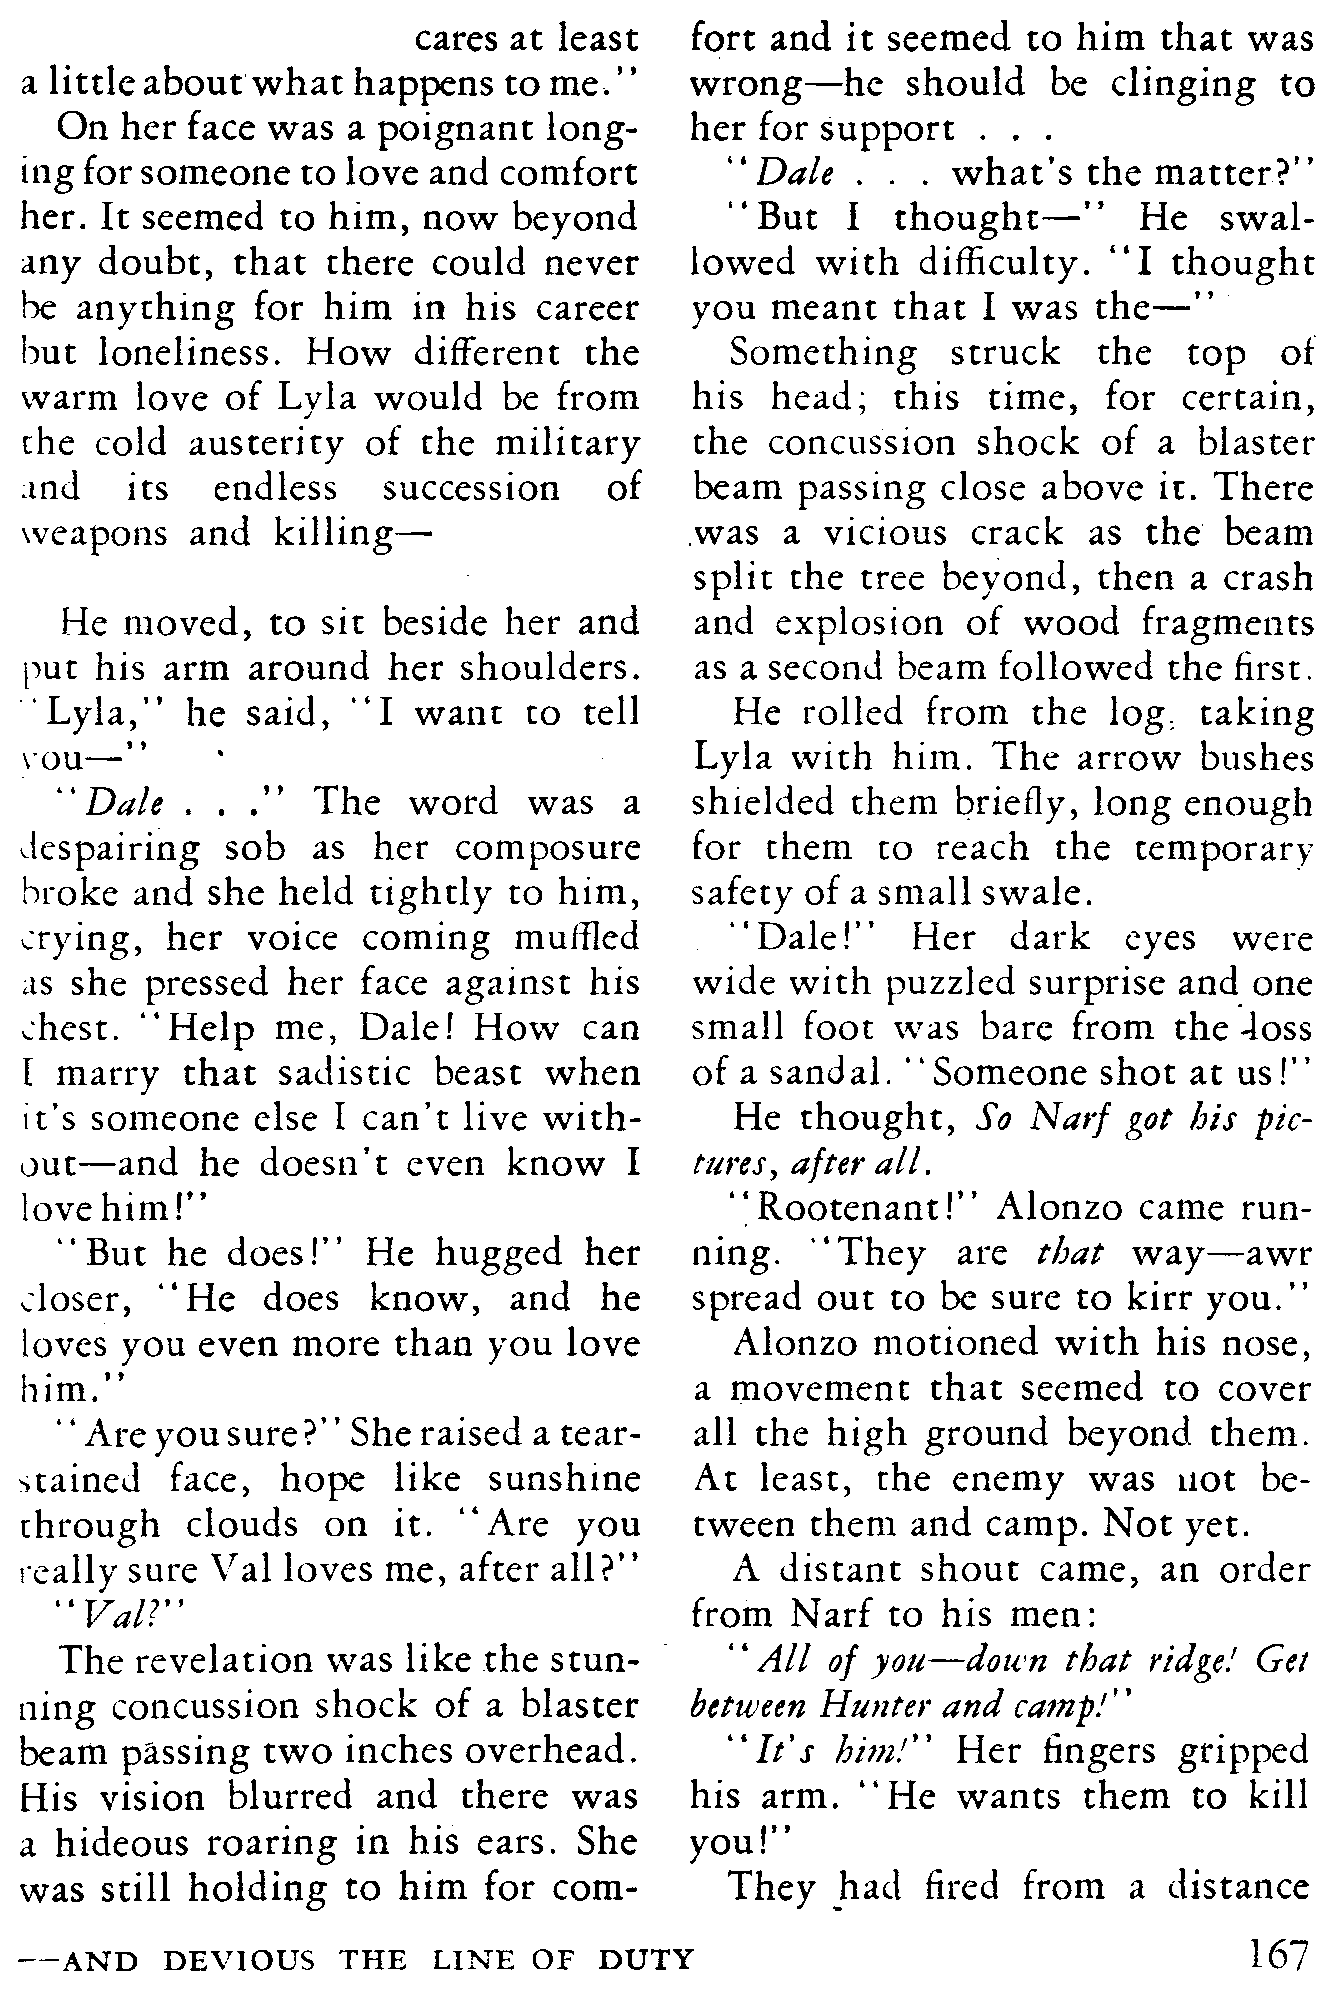 cares at least
a little about what happens to me."
On her face was a poignant long-
ing for someone to love and comfort
her. It seemed to him, now beyond
any doubt, that there could never
be anything for him in his career
but loneliness. How different the
warm love of Lyla would be from
the cold austerity of the military
and its endless succession of
weapons and killing—
He moved, to sit beside her and
put his arm around her shoulders.
"Lyla," he said, "I want to tell
you—"
"Dale . . ." The word was a
despairing sob as her composure
broke and she held tightly to him,
crying, her voice coming muffled
as she pressed her face against his
chest. "Help me, Dale! How can
I marry that sadistic beast when
it's someone else I can't live with-
out—and he doesn't even know I
love him!"
"But he does!" He hugged her
closer, "He does know, and he
loves you even more than you love
him."
"Are you sure?" She raised a tear-
stained face, hope like sunshine
through clouds on it. "Are you
really sure Val loves me, after all?"
"Val?"
The revelation was like the stun-
ning concussion shock of a blaster
beam passing two inches overhead.
His vision blurred and there was
a hideous roaring in his ears. She
was still holding to him for com-
fort and it seemed to him that was
wrong—he should be clinging to
her for support . . .
"Dale . . . what's the matter?"
"But I thought—" He swal-
lowed with difficulty. "I thought
you meant that I was the—"
Something struck the top of
his head; this time, for certain,
the concussion shock of a blaster
beam passing close above it. There
was a vicious crack as the beam
split the tree beyond, then a crash
and explosion of wood fragments
as a second beam followed the first.
He rolled from the log, taking
Lyla with him. The arrow bushes
shielded them briefly, long enough
for them to reach the temporary
safety of a small swale.
"Dale!" Her dark eyes were
wide with puzzled surprise and one
small foot was bare from the loss
of a sandal. "Someone shot at us!"
He thought, So Narf got his pic-
tures, after all.
"Rootenant!" Alonzo came run-
ning. "They are that way—awr
spread out to be sure to kirr you."
Alonzo motioned with his nose,
a movement that seemed to cover
all the high ground beyond them.
At least, the enemy was not be-
tween them and camp. Not yet.
A distant shout came, an order
from Narf to his men:
"All of you—down that ridge! Get
between Hunter and camp!"
"It's him!" Her fingers gripped
his arm. "He wants them to kill
you!"
They had fired from a distance
—AND DEVIOUS THE LINE OF DUTY
167